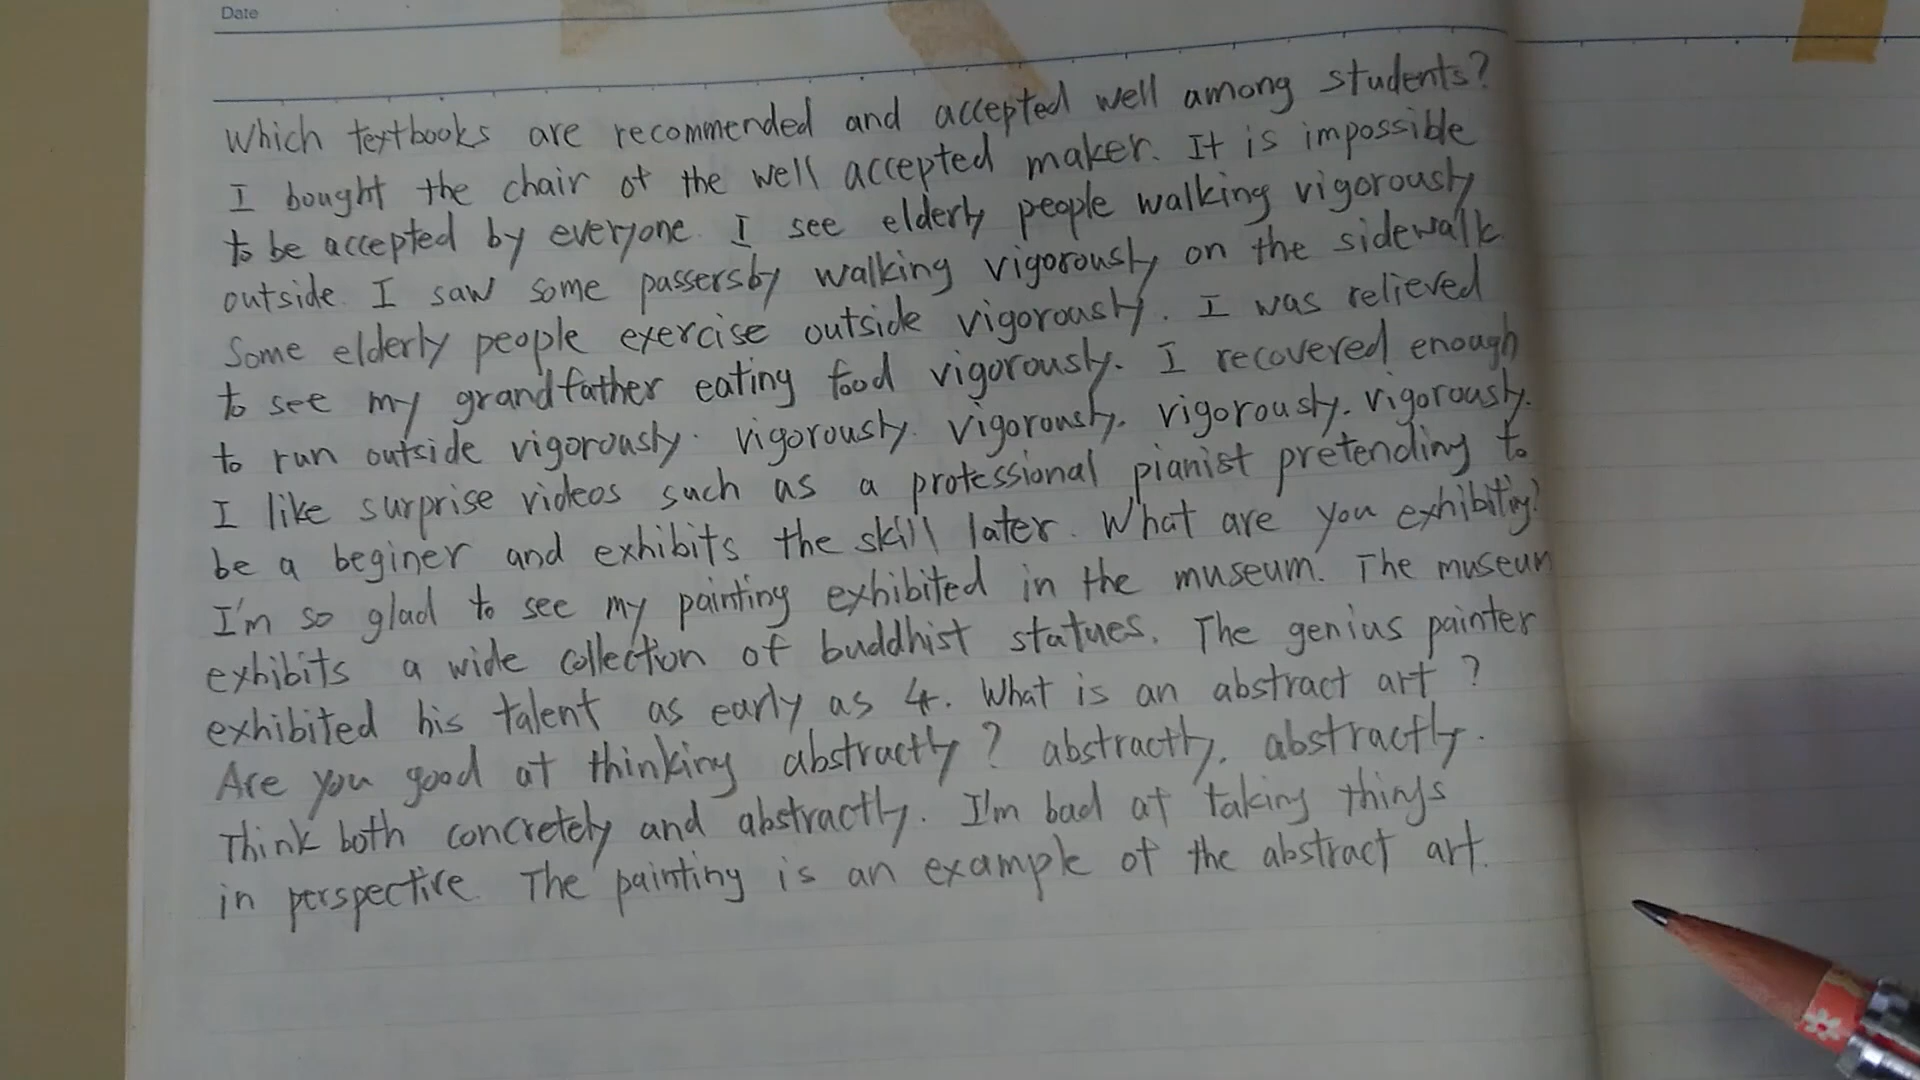 Date
Which textbooks are recommended and accepted well among students?
I bought the chair of the well accepted maker. It is impossible
to be accepted by everyone. I see elderly people walking vigorously
outside. I saw some passersby walking vigorously on the sidewalk.
Some elderly people exercise outside vigorously. I was relieved
to see my grandfather eating food vigorously. I recovered enough
to run outside vigorously. vigorously. vigorously. vigorously. vigorously.
I like surprise videos such as a professional pianist pretending to
be a beginer and exhibits the skill later. What are you exhibiting?
I'm so glad to see my painting exhibited in the museum. The museum
exhibits a wide collection of buddhist statues. The genius painter
exhibited his talent as early as 4. What is an abstract art?
Are you good at thinking abstractly? abstractly. abstractly.
Think both concretely and abstractly. I'm bad at taking things
in perspective. The painting is an example of the abstract art.